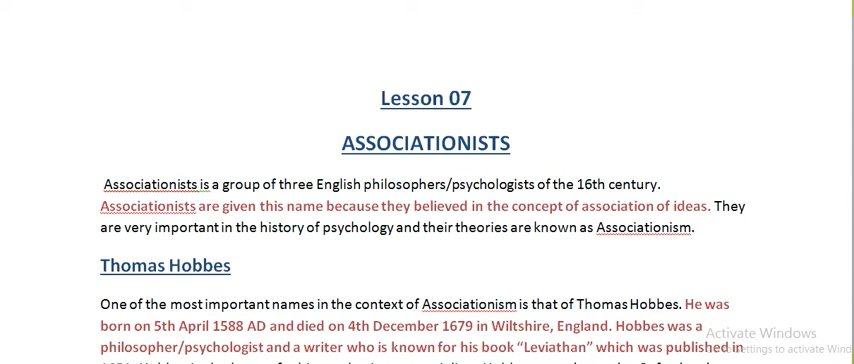 Lesson 07
ASSOCIATIONISTS
Associationists is a group of three English philosophers/psychologists of the 16th century.
Associationists are given this name because they believed in the concept of association of ideas. They
are very important in the history of psychology and their theories are known as Associationism.
Thomas Hobbes
One of the most important names in the context of Associationism is that of Thomas Hobbes. He was
born on 5th April 1588 AD and died on 4th December 1679 in Wiltshire, England. Hobbes was a
Activate Windows
philosopher/psychologist and a writer who is known for his book “Leviathan” which was published in
settings to activate Wind